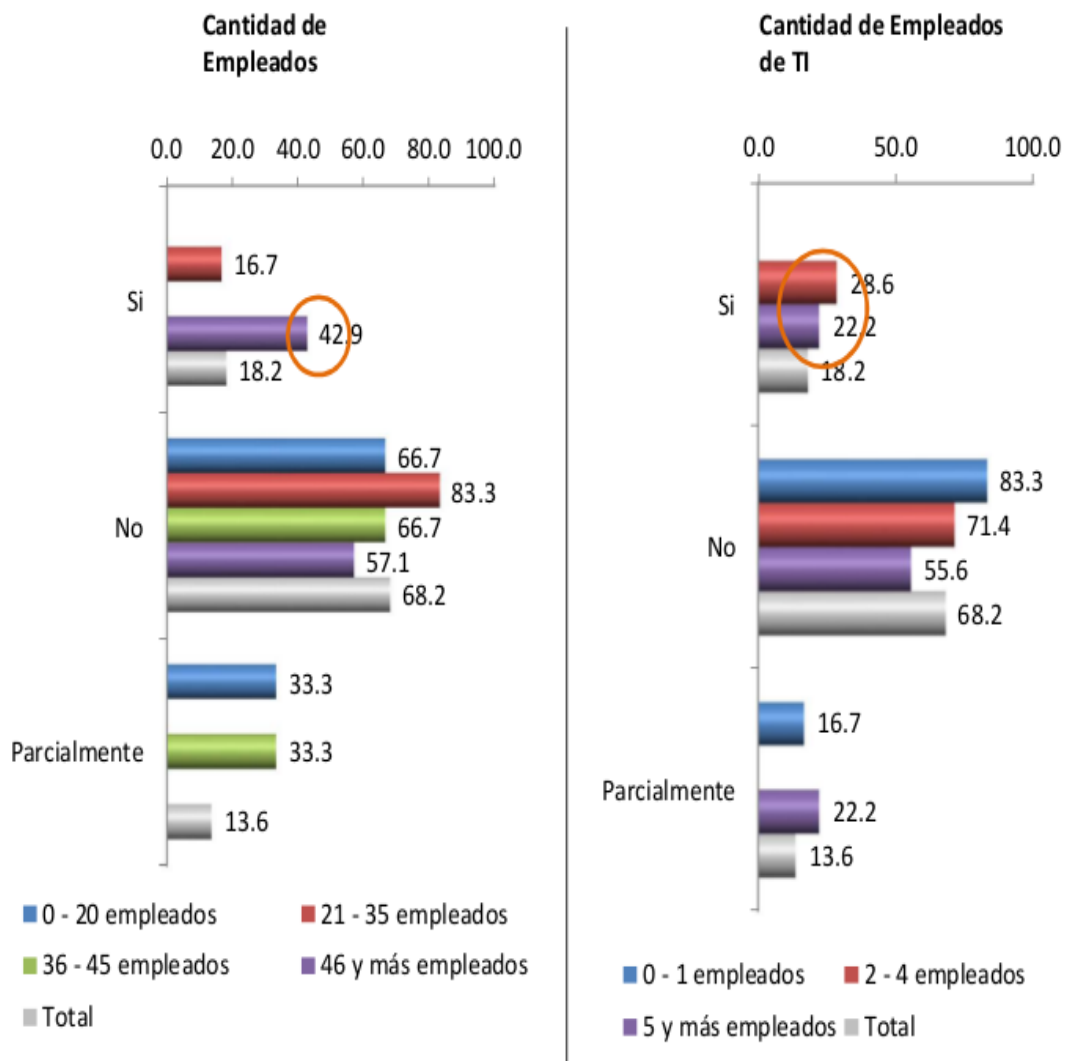 Cantidad de
Empleados
0.0 20.0 40.0 60.0 80.0 100.0
Si
16.7
42.9
18.2
No
66.7
83.3
66.7
57.1
68.2
Parcialmente
33.3
33.3
13.6
0 - 20 empleados
21 - 35 empleados
36 - 45 empleados
46 y más empleados
Total
Cantidad de Empleados
de TI
0.0 50.0 100.0
Si
28.6
22.2
18.2
No
83.3
71.4
55.6
68.2
Parcialmente
16.7
22.2
13.6
0 - 1 empleados
2 - 4 empleados
5 y más empleados
Total